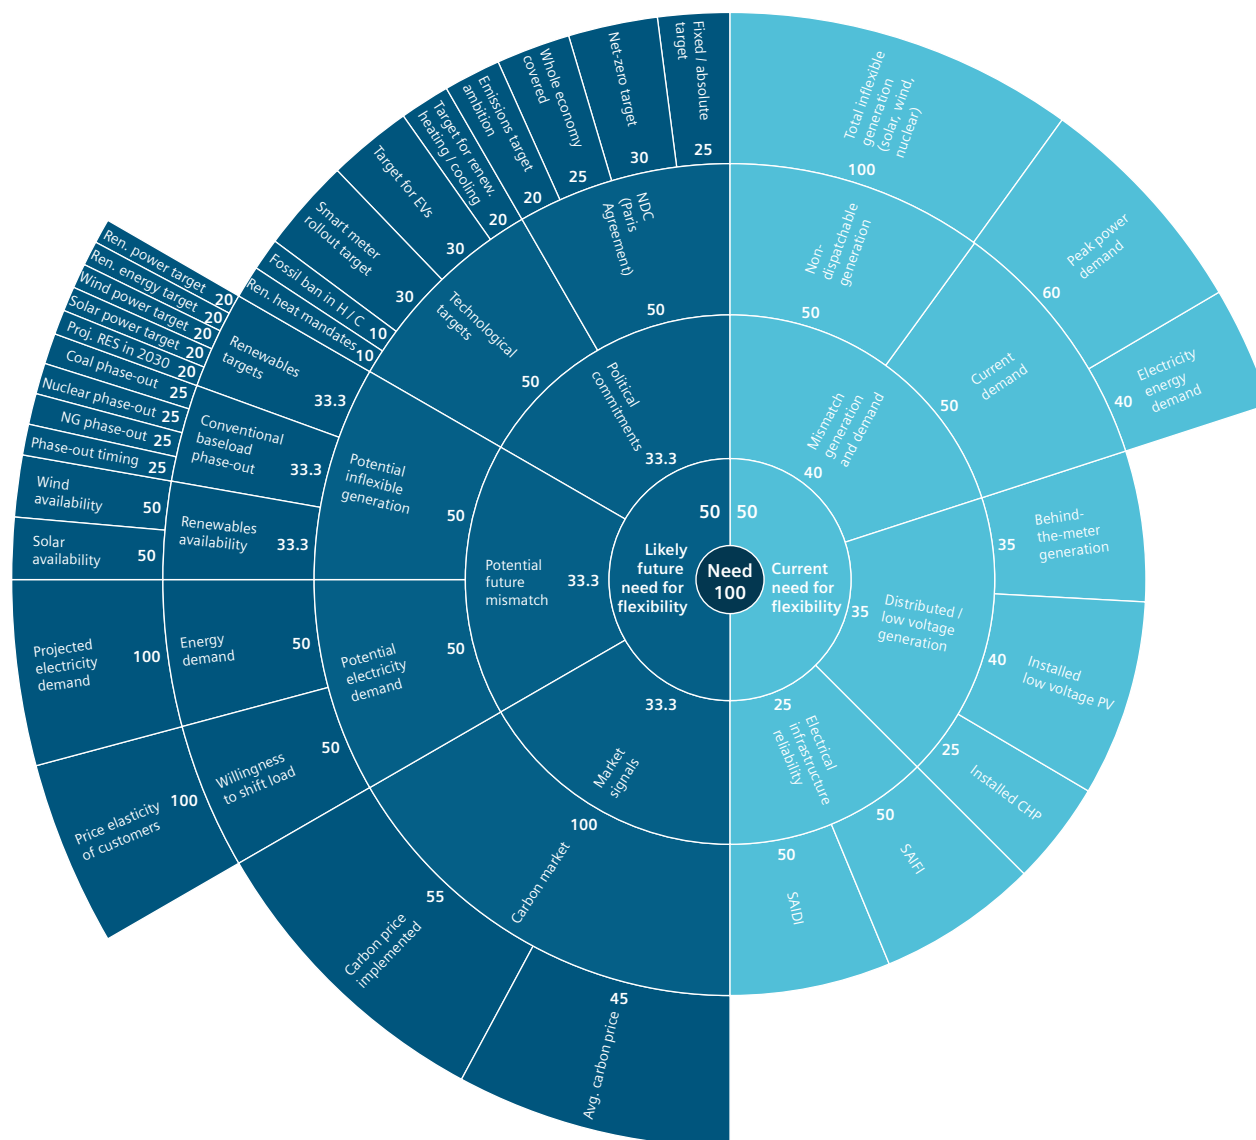 Need
100
50
Current
need for
flexibility
40
Mismatch
generation
and demand
50
Non-
dispatchable
generation
100
Total inflexible
generation
(solar, wind,
nuclear)
50
Current
demand
60
Peak power
demand
40
Electricity
energy
demand
35
Distributed /
low voltage
generation
35
Behind-
the-meter
generation
40
Installed
low voltage PV
25
Installed CHP
25
Electrical
infrastructure
reliability
50
SAIFI
50
SAIDI
50
Likely
future
need for
flexibility
33.3
Market
signals
100
Carbon market
45
Avg. carbon price
55
Carbon price
implemented
33.3
Potential
future
mismatch
50
Potential
electricity
demand
50
Willingness
to shift load
100
Price elasticity
of customers
50
Energy
demand
100
Projected
electricity
demand
50
Potential
inflexible
generation
33.3
Renewables
availability
50
Solar
availability
50
Wind
availability
33.3
Conventional
baseload
phase-out
Phase-out timing 25
NG phase-out 25
Nuclear phase-out 25
Coal phase-out 25
33.3
Renewables
targets
Proj. RES in 2030 20
Solar power target 20
Wind power target 20
Ren. energy target 20
Ren. power target 20
33.3
Political
commitments
50
Technological
targets
Ren. heat mandates 10
Fossil ban in H / C 10
Smart meter
rollout target
30
Target for EVs
30
Target for renew.
heating / cooling
20
50
NDC
(Paris
Agreement)
Emissions target
ambition
20
Whole economy
covered
25
Net-zero target
30
Fixed / absolute
target
25